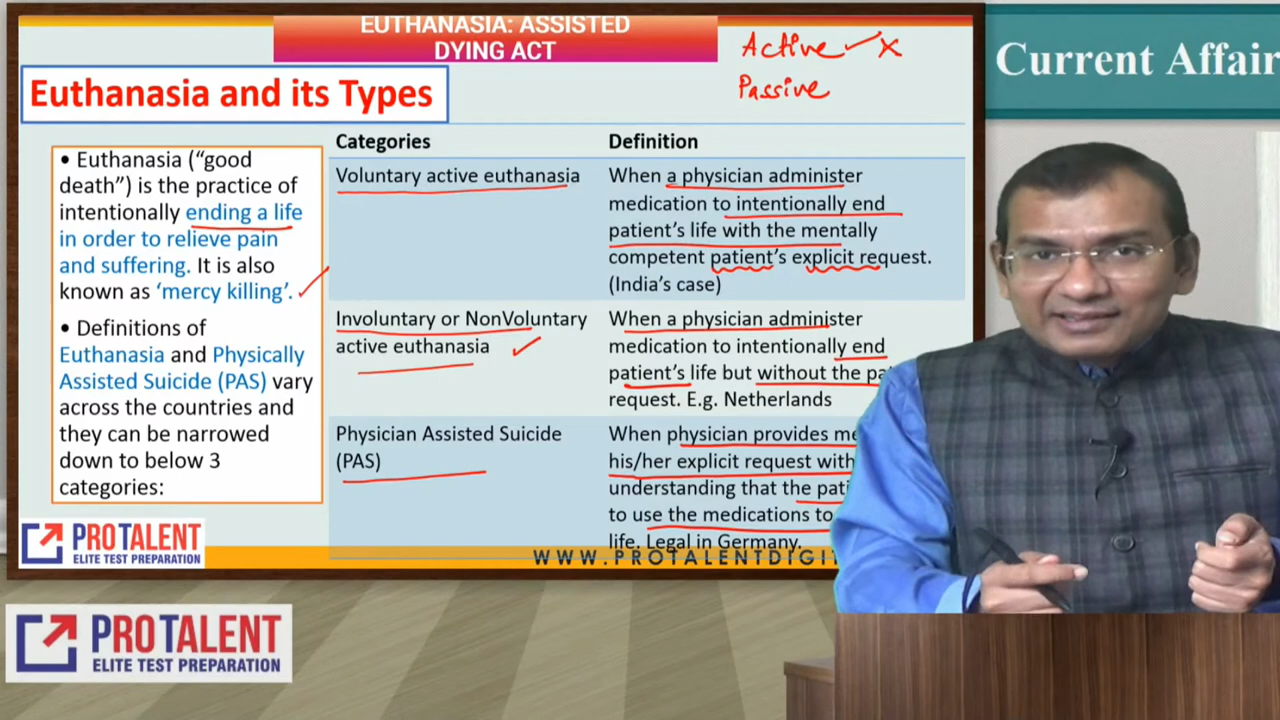 EUTHANASIA: ASSISTED
DYING ACT
Active ✓ ✗
Passive
Current Affair
Euthanasia and its Types
• Euthanasia (“good
death”) is the practice of
intentionally ending a life
in order to relieve pain
and suffering. It is also
known as ‘mercy killing’.
• Definitions of
Euthanasia and Physically
Assisted Suicide (PAS) vary
across the countries and
they can be narrowed
down to below 3
categories:
Categories
Definition
Voluntary active euthanasia
When a physician administer
medication to intentionally end
patient’s life with the mentally
competent patient’s explicit request.
(India’s case)
Involuntary or NonVoluntary
active euthanasia
When a physician administer
medication to intentionally end
patient’s life but without the pa
request. E.g. Netherlands
Physician Assisted Suicide
(PAS)
When physician provides me
his/her explicit request with
understanding that the pati
to use the medications to
life. Legal in Germany.
PROTALENT
ELITE TEST PREPARATION
WWW.PROTALENTDIGIT
PROTALENT
ELITE TEST PREPARATION